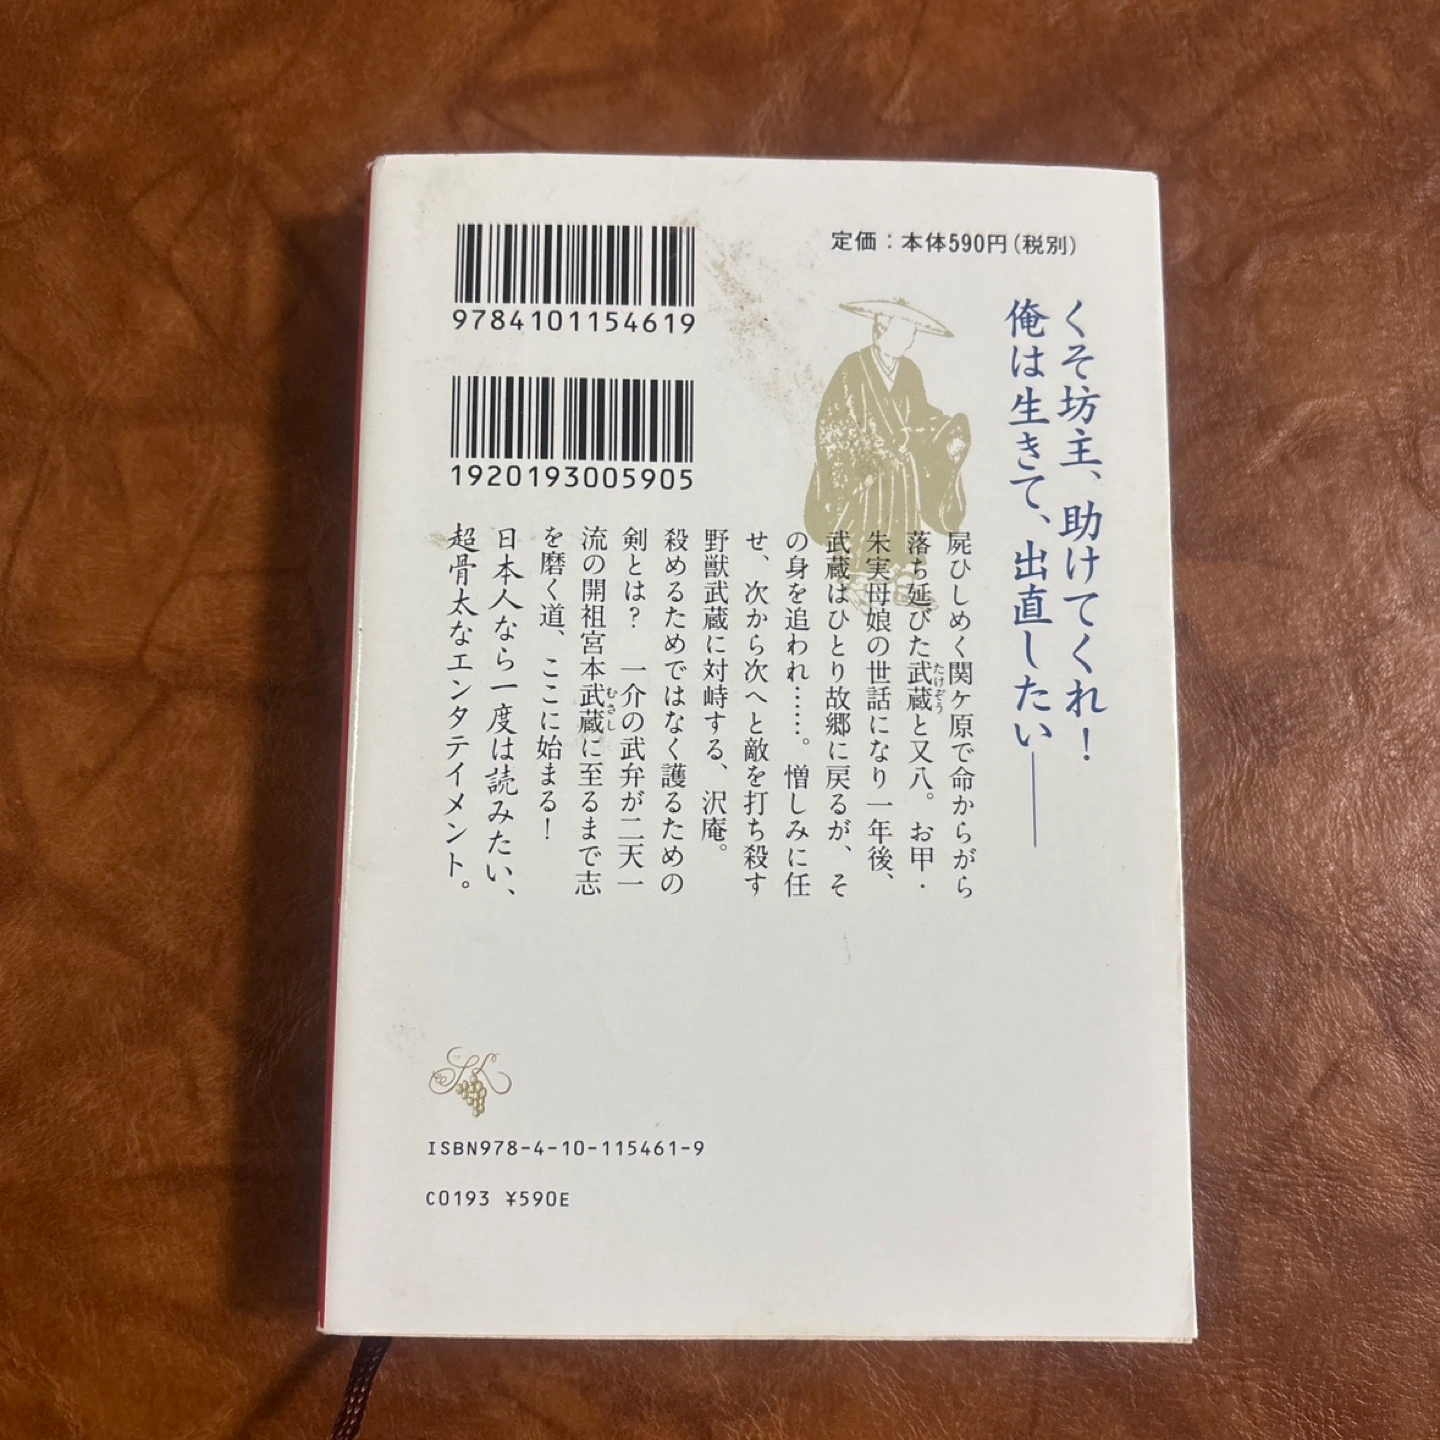 9784101154619
1920193005905
定価：本体590円（税別）
くそ坊主、助けてくれ！
俺は生きて、出直したい――
屍ひしめく関ケ原で命からがら
落ち延びた武蔵と又八。お甲・
たけぞう
朱実母娘の世話になり一年後、
武蔵はひとり故郷に戻るが、そ
の身を追われ……。憎しみに任
せ、次から次へと敵を打ち殺す
野獣武蔵に対峙する、沢庵。
殺めるためではなく護るための
剣とは？　一介の武弁が二天一
流の開祖宮本武蔵に至るまで志
むさし
を磨く道、ここに始まる！
日本人なら一度は読みたい、
超骨太なエンタテイメント。
ISBN978-4-10-115461-9
C0193 ¥590E